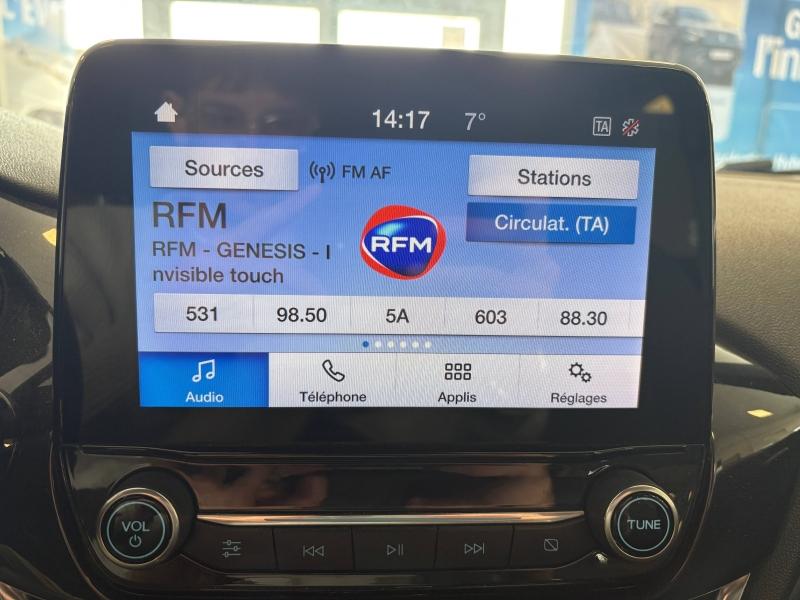 14:17 7° TA
Sources FM AF Stations
RFM
RFM
Circulat. (TA)
RFM - GENESIS - I
nvisible touch
531 98.50 5A 603 88.30
Audio Téléphone Applis Réglages
VOL
TUNE
l'in